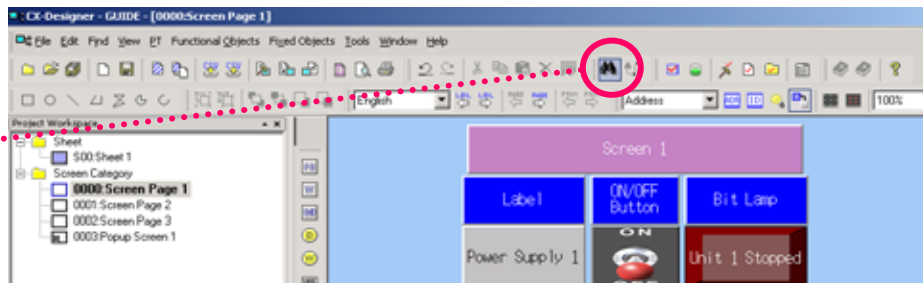 CX-Designer - GUIDE - [0000:Screen Page 1]
File Edit Find View PT Functional Objects Fixed Objects Tools Window Help
English Address 100%
Project Workspace
Sheet
S00:Sheet 1
Screen Category
0000:Screen Page 1
0001:Screen Page 2
0002:Screen Page 3
0003:Popup Screen 1
Screen 1
Label ON/OFF Button Bit Lamp
Power Supply 1 ON Unit 1 Stopped